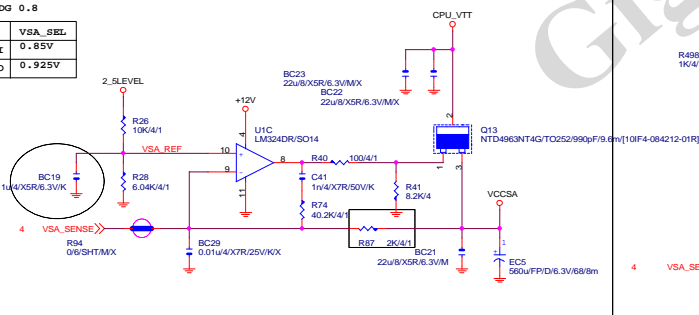 DG 0.8
VSA_SEL
0.85V
0.925V
CPU_VTT
Gig
R498
1K/4/
BC23
22u/8/X5R/6.3V/M/X
BC22
22u/8/X5R/6.3V/M/X
2_5LEVEL
+12V
R26
10K/4/1
U1C
LM324DR/SO14
2
Q13
NTD4963NT4G/TO252/990pF/9.6m/[10IF4-084212-01R]
4
VSA_REF
10
+
8
R40
100/4/1
1
3
9
-
11
BC19
1u/4/X5R/6.3V/K
R28
6.04K/4/1
C41
1n/4/X7R/50V/K
R41
8.2K/4
VCCSA
R74
40.2K/4/1
4
VSA_SENSE
R94
0/6/SHT/M/X
BC29
0.01u/4/X7R/25V/K/X
R87
2K/4/1
BC21
22u/8/X5R/6.3V/M
1
+
EC5
560u/FP/D/6.3V/68/8m
4
VSA_SE